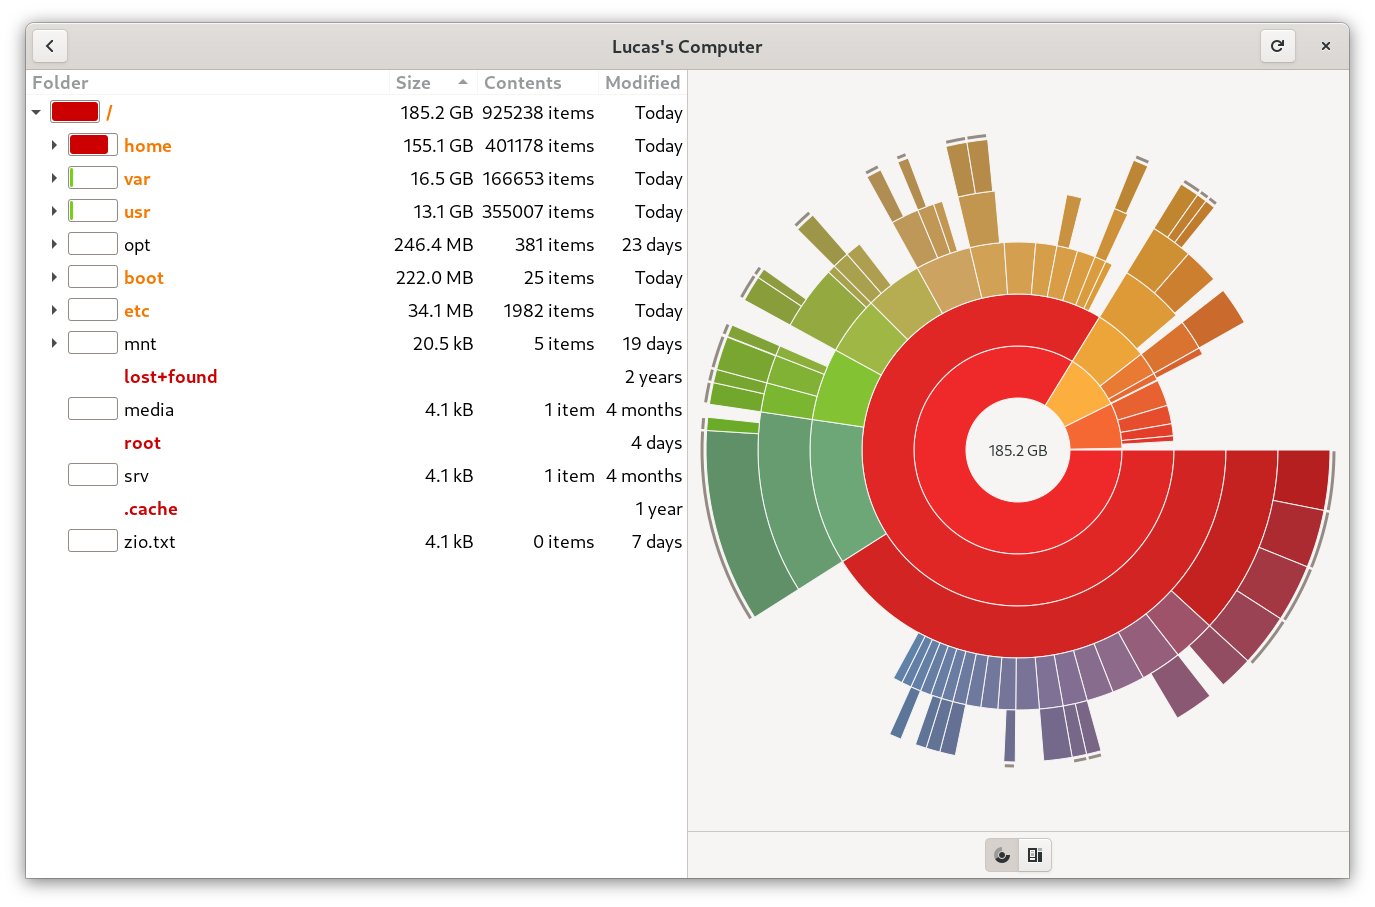 Lucas's Computer
Folder Size Contents Modified
/ 185.2 GB 925238 items Today
home 155.1 GB 401178 items Today
var 16.5 GB 166653 items Today
usr 13.1 GB 355007 items Today
opt 246.4 MB 381 items 23 days
boot 222.0 MB 25 items Today
etc 34.1 MB 1982 items Today
mnt 20.5 kB 5 items 19 days
lost+found 2 years
media 4.1 kB 1 item 4 months
root 4 days
srv 4.1 kB 1 item 4 months
.cache 1 year
zio.txt 4.1 kB 0 items 7 days
185.2 GB